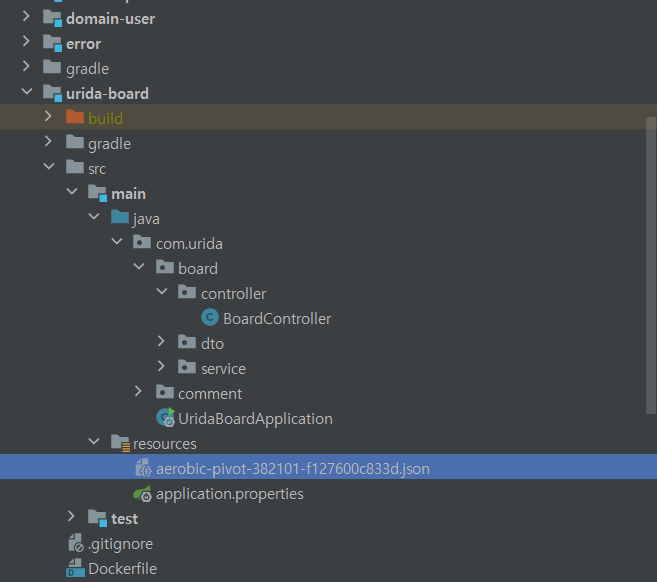 domain-user
error
gradle
urida-board
build
gradle
src
main
java
com.urida
board
controller
BoardController
dto
service
comment
UridaBoardApplication
resources
aerobic-pivot-382101-f127600c833d.json
application.properties
test
.gitignore
Dockerfile